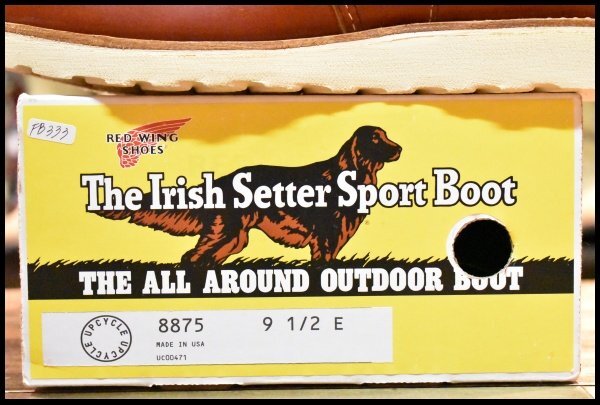 FB333
RED WING
SHOES
The Irish Setter Sport Boot
THE ALL AROUND OUTDOOR BOUT
UPCYCLE UPCYCLE
8875 9 1/2 E
MADE IN USA
UC00471